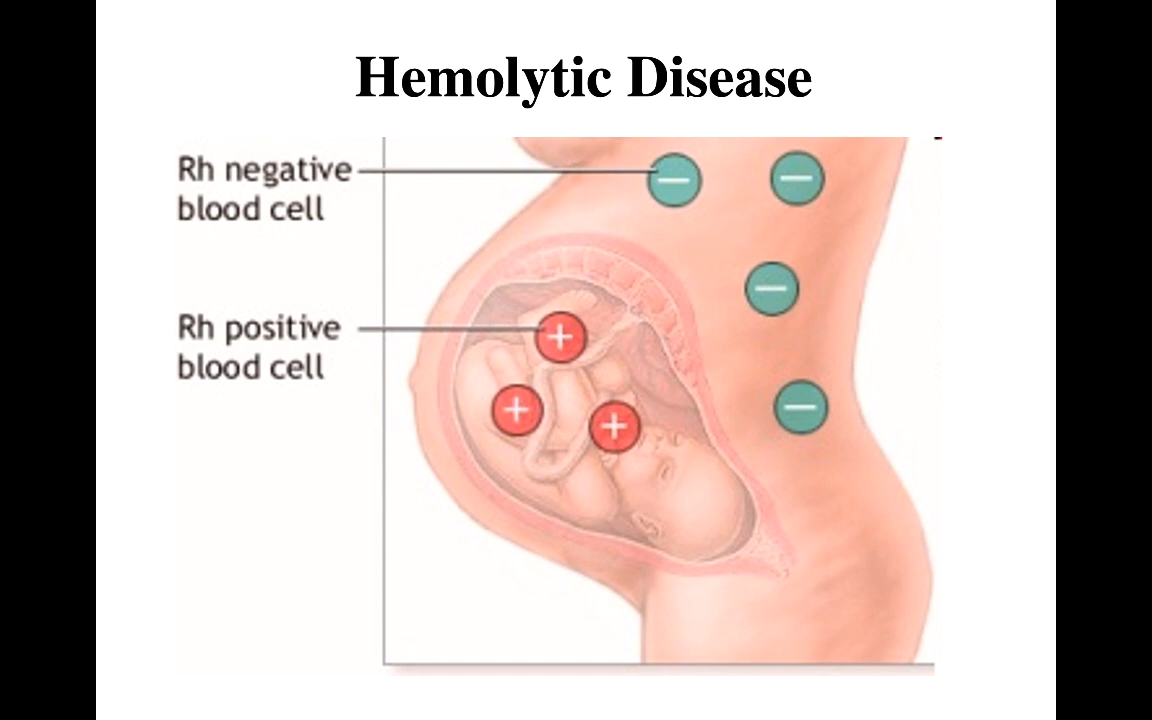 Hemolytic Disease
Rh negative
blood cell
Rh positive
blood cell